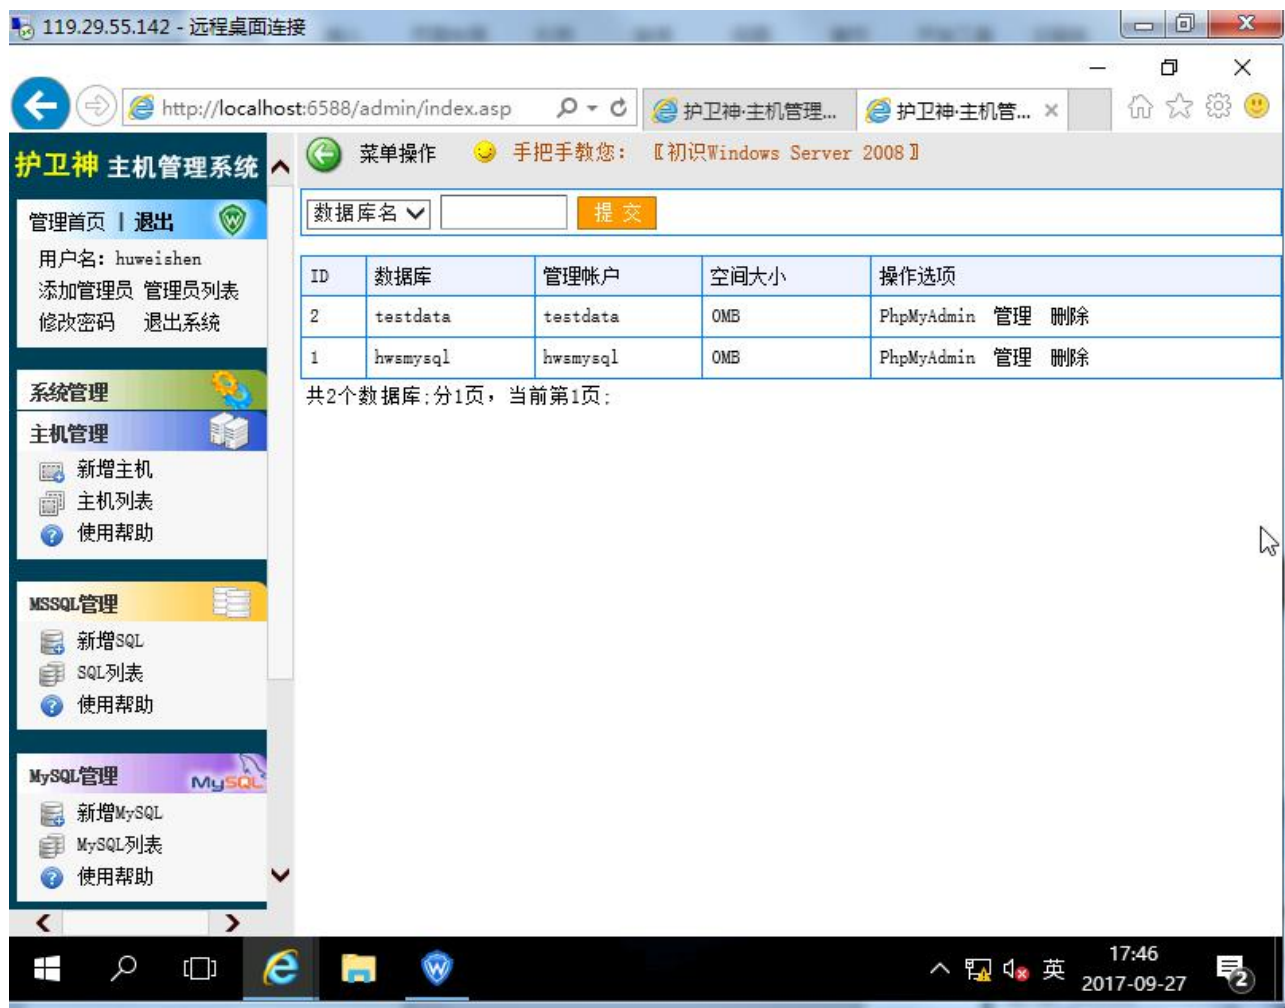 119.29.55.142 - 远程桌面连接
http://localhost:6588/admin/index.asp
护卫神·主机管理...
护卫神·主机管...
护卫神 主机管理系统
管理首页 | 退出
用户名: huweishen
添加管理员 管理员列表
修改密码 退出系统
系统管理
主机管理
新增主机
主机列表
使用帮助
MSSQL管理
新增SQL
SQL列表
使用帮助
MySQL管理 MySQL
新增MySQL
MySQL列表
使用帮助
菜单操作 手把手教您: 〖初识Windows Server 2008〗
数据库名 提 交
ID 数据库 管理帐户 空间大小 操作选项
2 testdata testdata 0MB PhpMyAdmin 管理 删除
1 hwsmysql hwsmysql 0MB PhpMyAdmin 管理 删除
共2个数据库;分1页,当前第1页;
英
17:46
2017-09-27
2